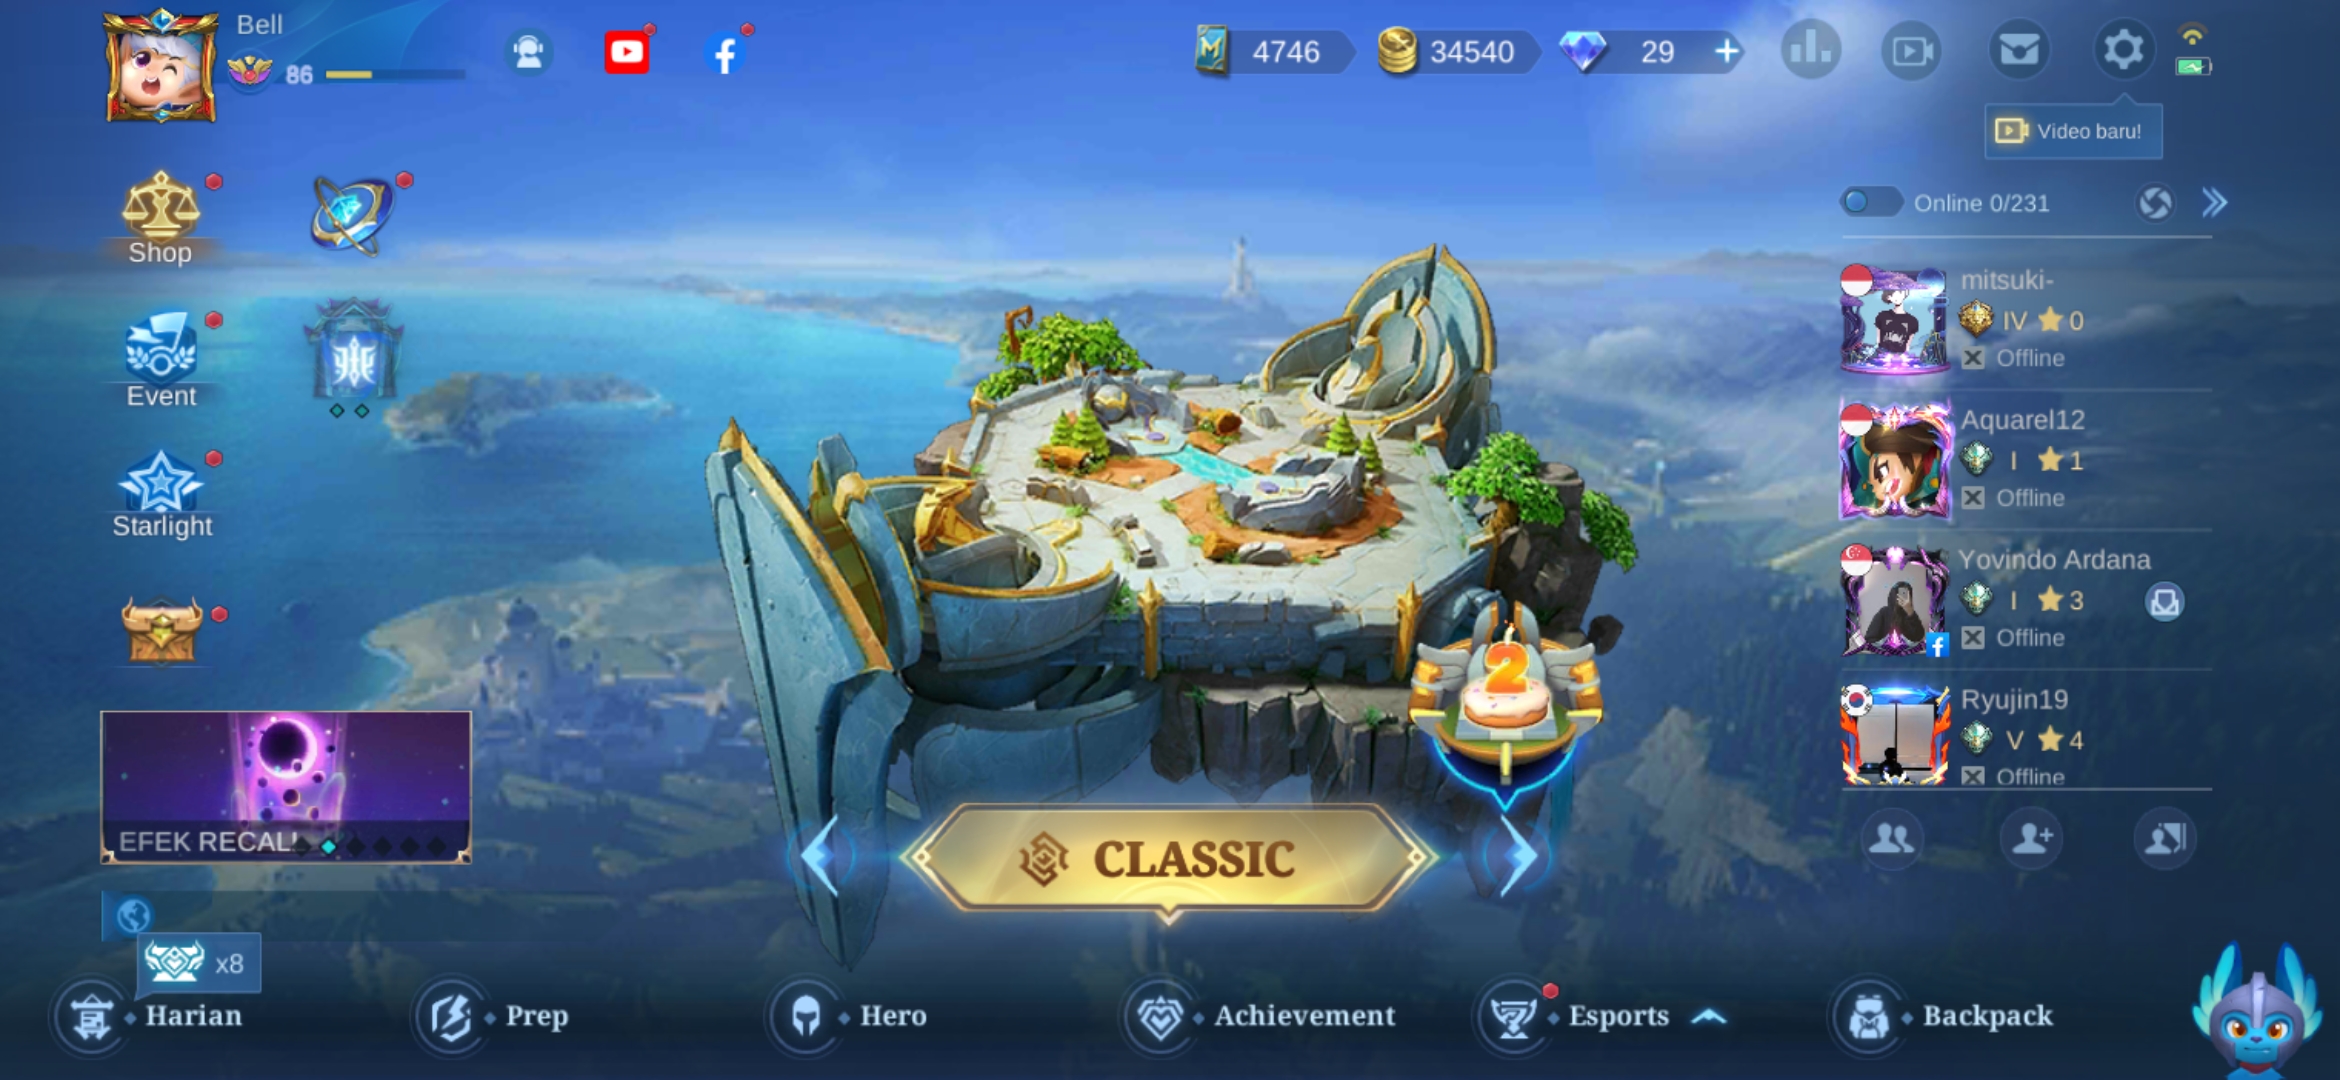 Bell
86
4746
34540
29
Video baru!
Online 0/231
Shop
Event
Starlight
mitsuki-
IV 0
Offline
Aquarel12
I 1
Offline
Yovindo Ardana
I 3
Offline
Ryujin19
V 4
Offline
2
EFEK RECALL
CLASSIC
x8
Harian
Prep
Hero
Achievement
Esports
Backpack